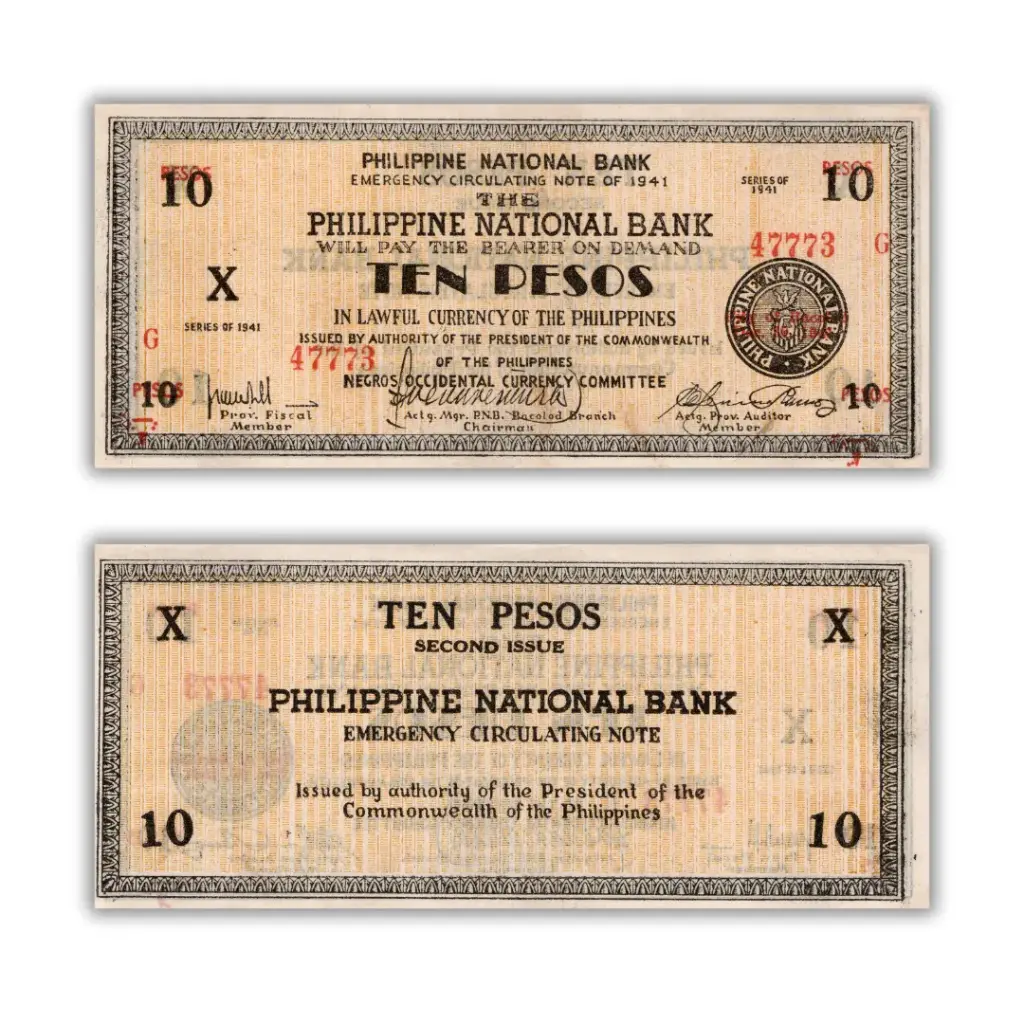 PHILIPPINE NATIONAL BANK
EMERGENCY CIRCULATING NOTE OF 1941
PESOS
10
SERIES OF
1941
PESOS
10
THE
PHILIPPINE NATIONAL BANK
WILL PAY THE BEARER ON DEMAND
47773 G
TEN PESOS
X
PHILIPPINE NATIONAL BANK
IN LAWFUL CURRENCY OF THE PHILIPPINES
SERIES OF 1941
ISSUED BY AUTHORITY OF THE PRESIDENT OF THE COMMONWEALTH
G
47773
OF THE PHILIPPINES
NEGROS OCCIDENTAL CURRENCY COMMITTEE
PESOS
10
PESOS
10
Prov. Fiscal
Member
Actg. Mgr. P.N.B. Bacolod Branch
Chairman
Actg. Prov. Auditor
Member
X
TEN PESOS
X
SECOND ISSUE
PHILIPPINE NATIONAL BANK
EMERGENCY CIRCULATING NOTE
Issued by authority of the President of the
Commonwealth of the Philippines
10
10